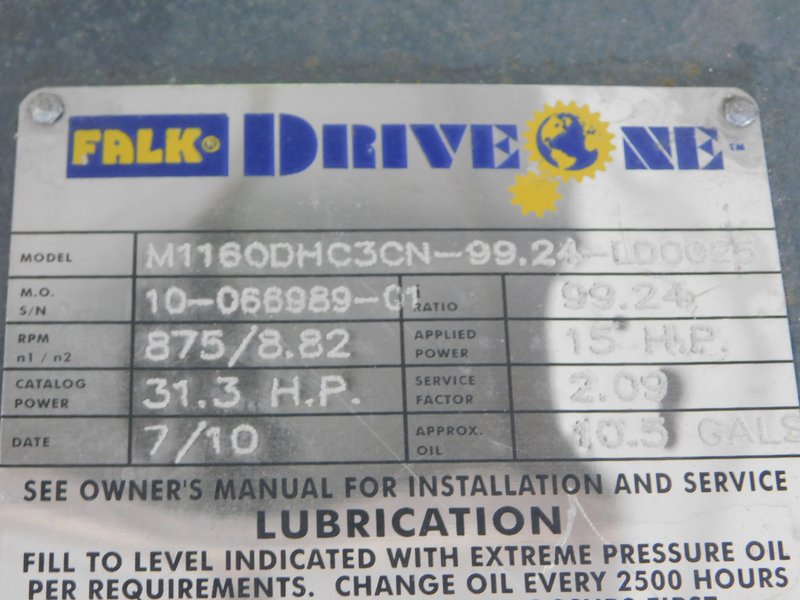 FALK® DRIVE ONE™
MODEL M1160DHC3CN-99.24-LD0025
M.O. S/N 10-066989-01 RATIO 99.24
RPM n1 / n2 875/8.82 APPLIED POWER 15 H.P.
CATALOG POWER 31.3 H.P. SERVICE FACTOR 2.09
DATE 7/10 APPROX. OIL 10.5 GALS
SEE OWNER'S MANUAL FOR INSTALLATION AND SERVICE
LUBRICATION
FILL TO LEVEL INDICATED WITH EXTREME PRESSURE OIL
PER REQUIREMENTS. CHANGE OIL EVERY 2500 HOURS